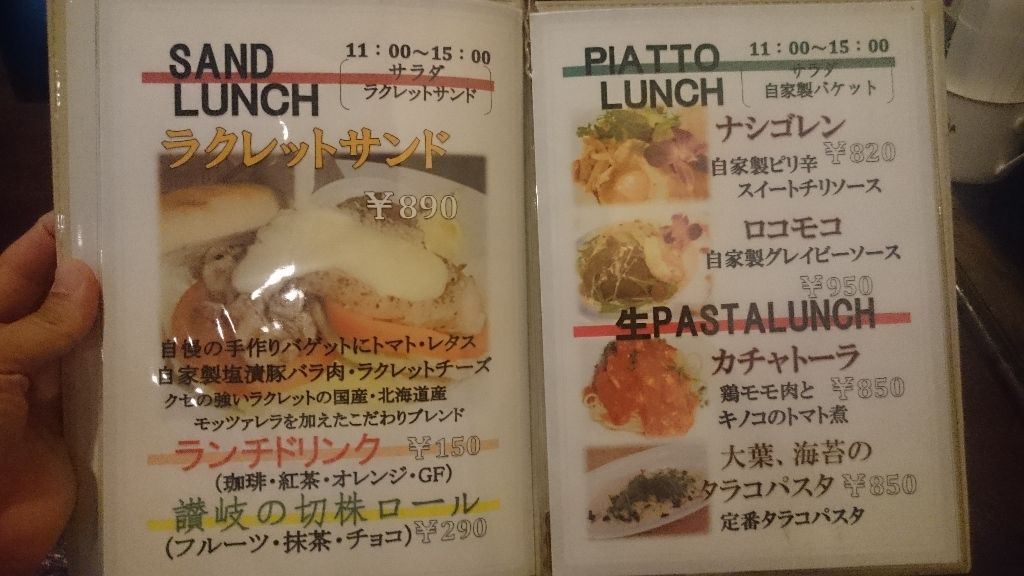 SAND
LUNCH
11：00～15：00
サラダ
ラクレットサンド
ラクレットサンド
￥890
自慢の手作りバゲットにトマト・レタス
自家製塩漬豚バラ肉・ラクレットチーズ
クセの強いラクレットの国産・北海道産
モッツァレラを加えたこだわりブレンド
ランチドリンク ￥150
(珈琲・紅茶・オレンジ・GF)
讃岐の切株ロール
(フルーツ・抹茶・チョコ) ￥290
PIATTO
LUNCH
11：00～15：00
サラダ
自家製バケット
ナシゴレン
￥820
自家製ピリ辛
スイートチリソース
ロコモコ
自家製グレイビーソース
￥950
生PASTALUNCH
カチャトーラ
鶏モモ肉と ￥850
キノコのトマト煮
大葉、海苔の
タラコパスタ ￥850
定番タラコパスタ